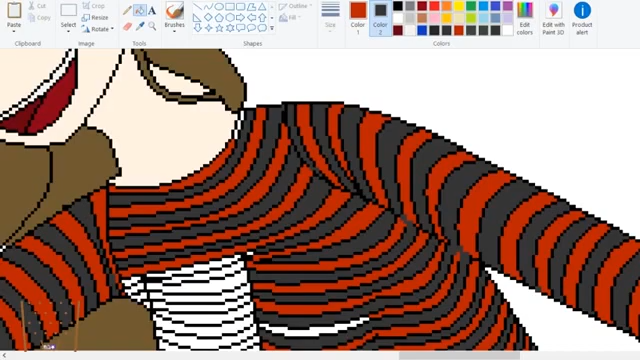 Cut
Copy
Clipboard
Select
Crop
Resize
Rotate
Image
Tools
Brushes
Shapes
Outline
Fill
Size
Color 1
Color 2
Colors
Edit colors
Edit with Paint 3D
Product alert